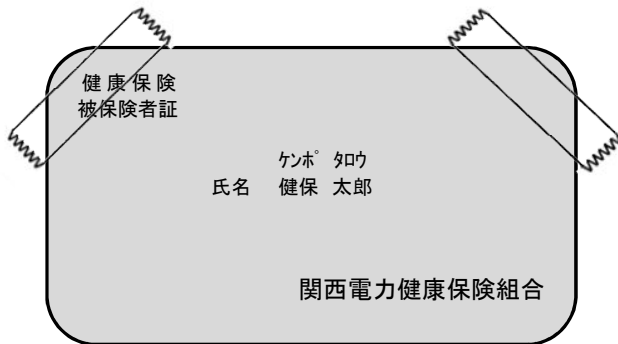 健康保険
被保険者証
ｹﾝﾎﾟ ﾀﾛｳ
氏名 健保 太郎
関西電力健康保険組合